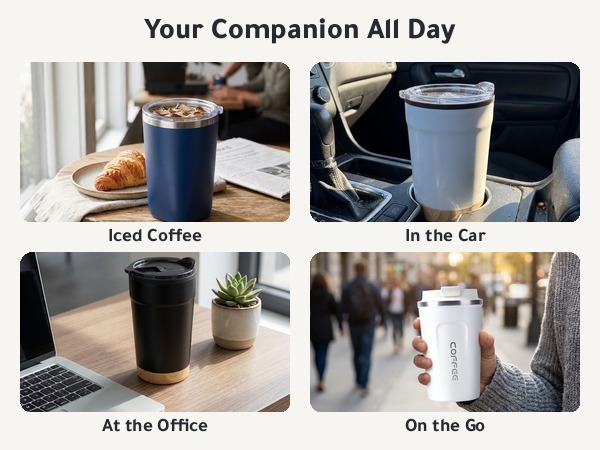 Your Companion All Day
Iced Coffee
In the Car
At the Office
On the Go
COFFEE